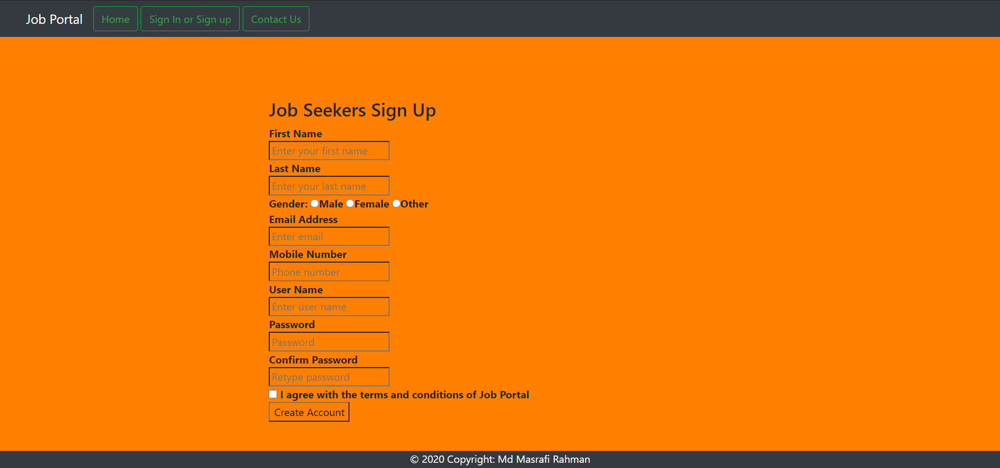 Job Portal Home Sign In or Sign up Contact Us
Job Seekers Sign Up
First Name
Enter your first name
Last Name
Enter your last name
Gender: Male Female Other
Email Address
Enter email
Mobile Number
Phone number
User Name
Enter user name
Password
Password
Confirm Password
Retype password
I agree with the terms and conditions of Job Portal
Create Account
© 2020 Copyright: Md Masrafi Rahman